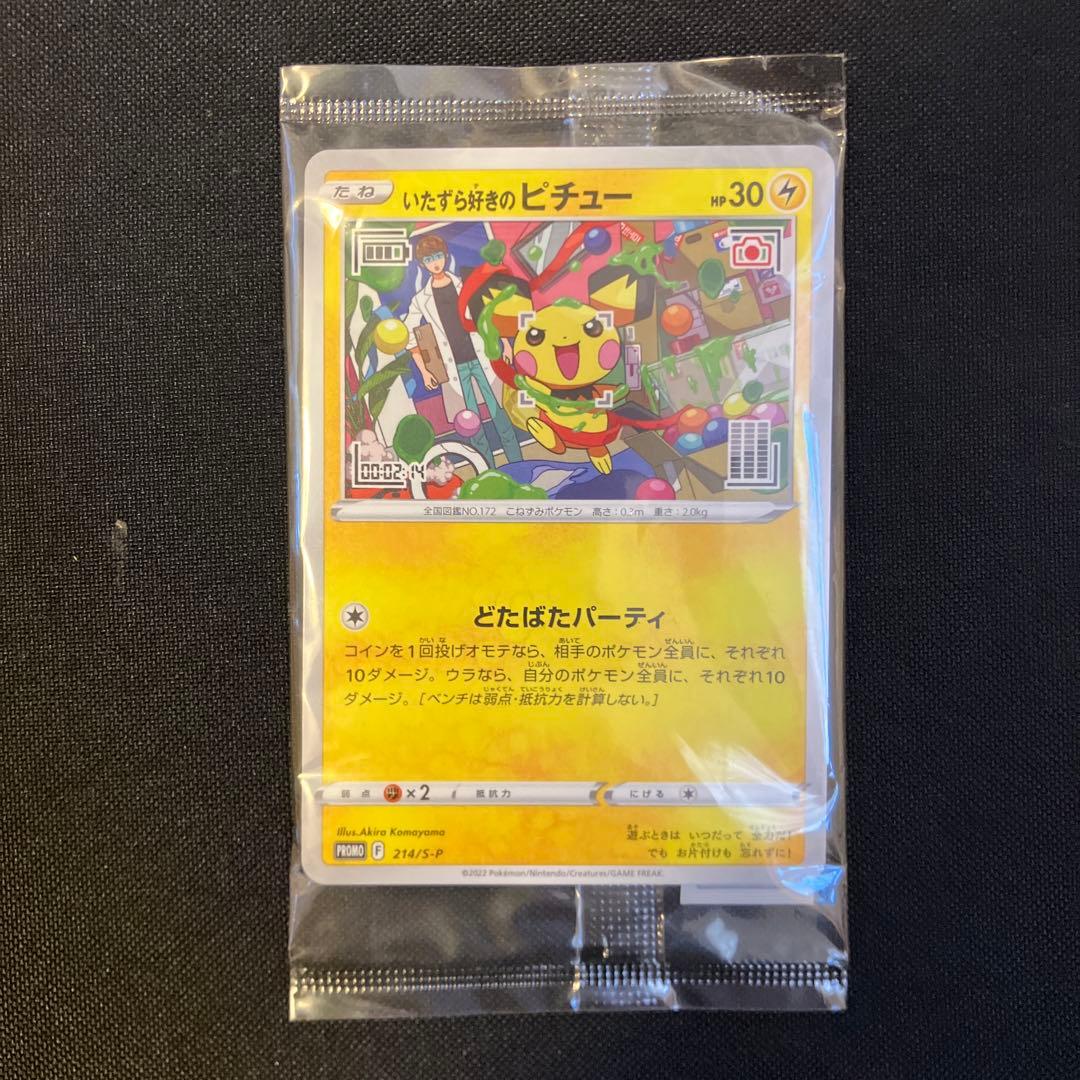 たね いたずら好きのピチュー HP30
00:02:14
全国図鑑NO.172 こねずみポケモン 高さ:0.3m 重さ:2.0kg
どたばたパーティ
コインを1回投げオモテなら、相手のポケモン全員に、それぞれ
10ダメージ。ウラなら、自分のポケモン全員に、それぞれ10
ダメージ。[ベンチは弱点・抵抗力を計算しない。]
弱点 ×2 抵抗力 にげる
Illus.Akira Komayama
PROMO F 214/S-P
遊ぶときは いつだって 全力だ!
でも お片付けも 忘れずに!
©2022 Pokémon/Nintendo/Creatures/GAME FREAK.